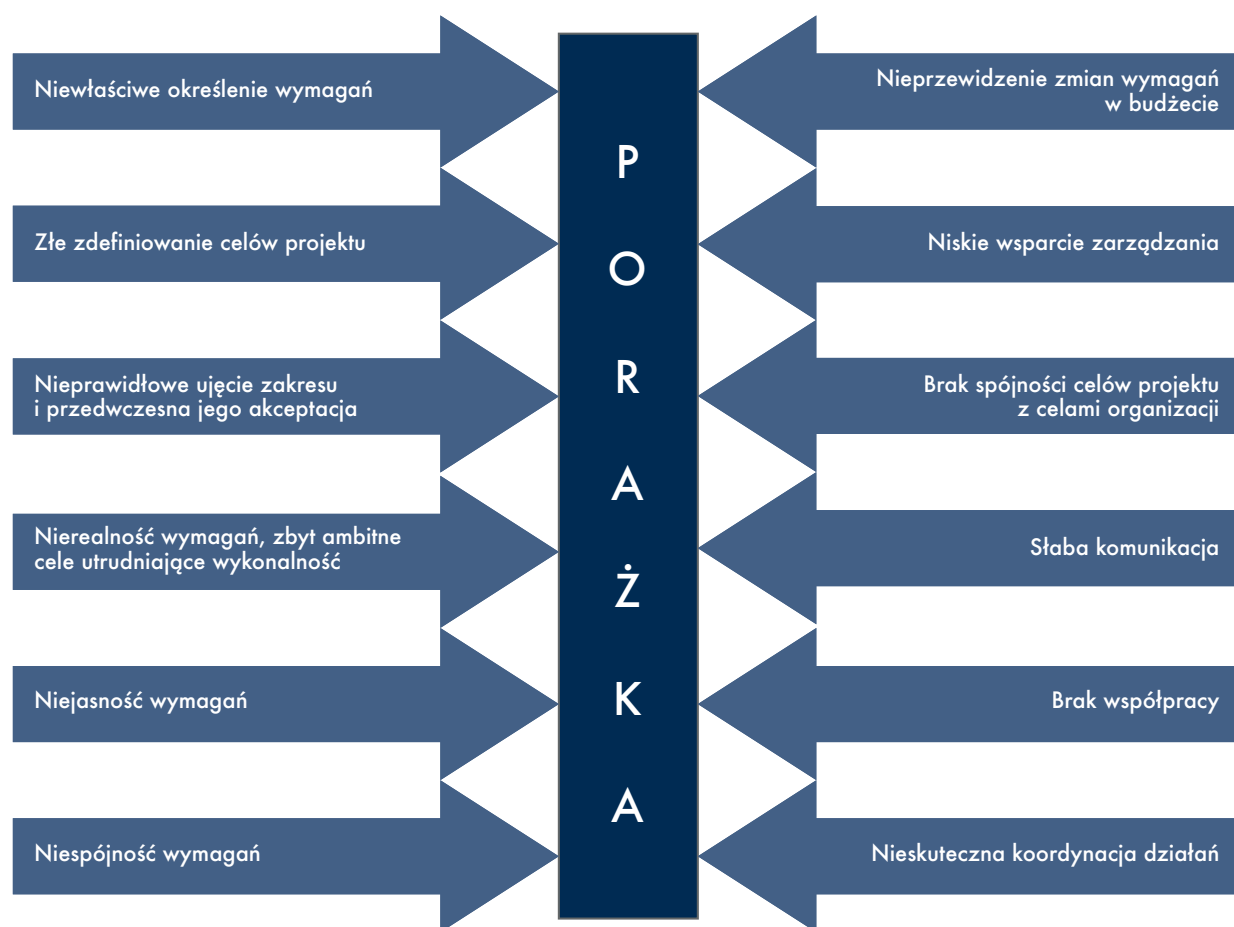 Niewłaściwe określenie wymagań
Złe zdefiniowanie celów projektu
Nieprawidłowe ujęcie zakresu
i przedwczesna jego akceptacja
Nierealność wymagań, zbyt ambitne
cele utrudniające wykonalność
Niejasność wymagań
Niespójność wymagań
P
O
R
A
Ż
K
A
Nieprzewidzenie zmian wymagań
w budżecie
Niskie wsparcie zarządzania
Brak spójności celów projektu
z celami organizacji
Słaba komunikacja
Brak współpracy
Nieskuteczna koordynacja działań